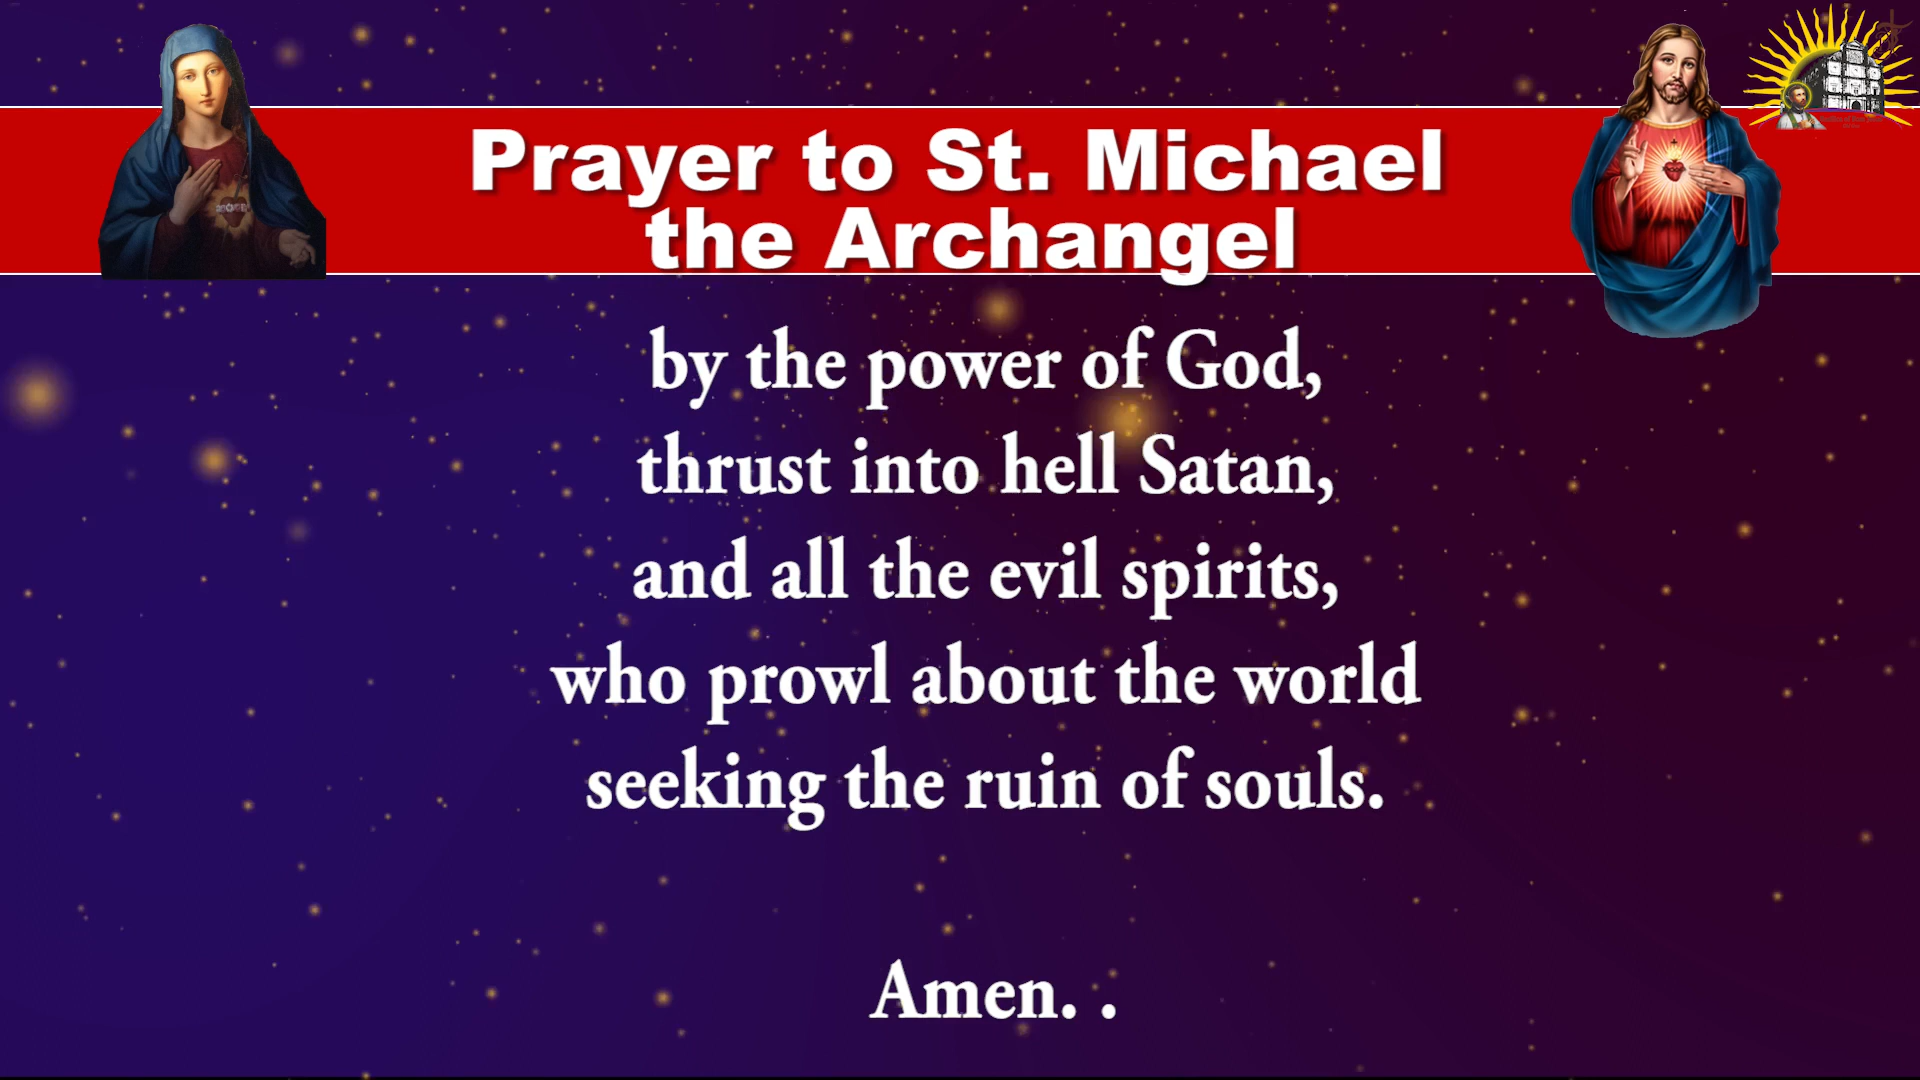 Prayer to St. Michael
the Archangel
by the power of God,
thrust into hell Satan,
and all the evil spirits,
who prowl about the world
seeking the ruin of souls.
Amen. .